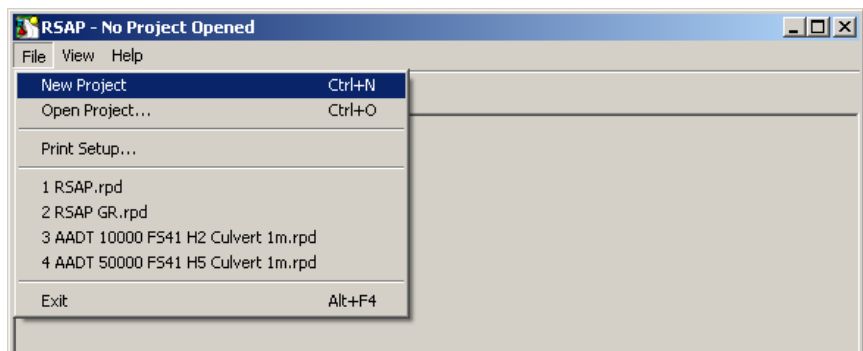 RSAP - No Project Opened
File View Help
New Project Ctrl+N
Open Project... Ctrl+O
Print Setup...
1 RSAP.rpd
2 RSAP GR.rpd
3 AADT 10000 FS41 H2 Culvert 1m.rpd
4 AADT 50000 FS41 H5 Culvert 1m.rpd
Exit Alt+F4